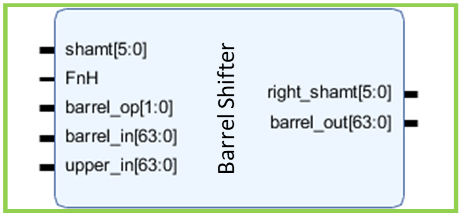 shamt[5:0]
FnH
barrel_op[1:0]
barrel_in[63:0]
upper_in[63:0]
Barrel Shifter
right_shamt[5:0]
barrel_out[63:0]